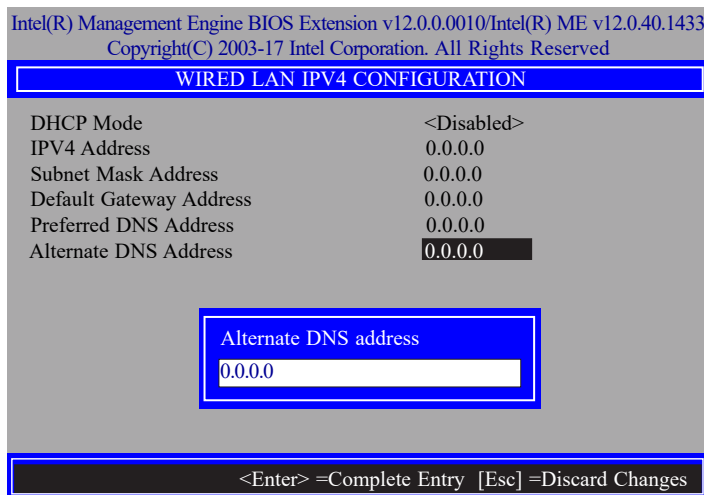 Intel(R) Management Engine BIOS Extension v12.0.0.0010/Intel(R) ME v12.0.40.1433
Copyright(C) 2003-17 Intel Corporation. All Rights Reserved
WIRED LAN IPV4 CONFIGURATION
DHCP Mode <Disabled>
IPV4 Address 0.0.0.0
Subnet Mask Address 0.0.0.0
Default Gateway Address 0.0.0.0
Preferred DNS Address 0.0.0.0
Alternate DNS Address 0.0.0.0
Alternate DNS address
0.0.0.0
<Enter> =Complete Entry [Esc] =Discard Changes